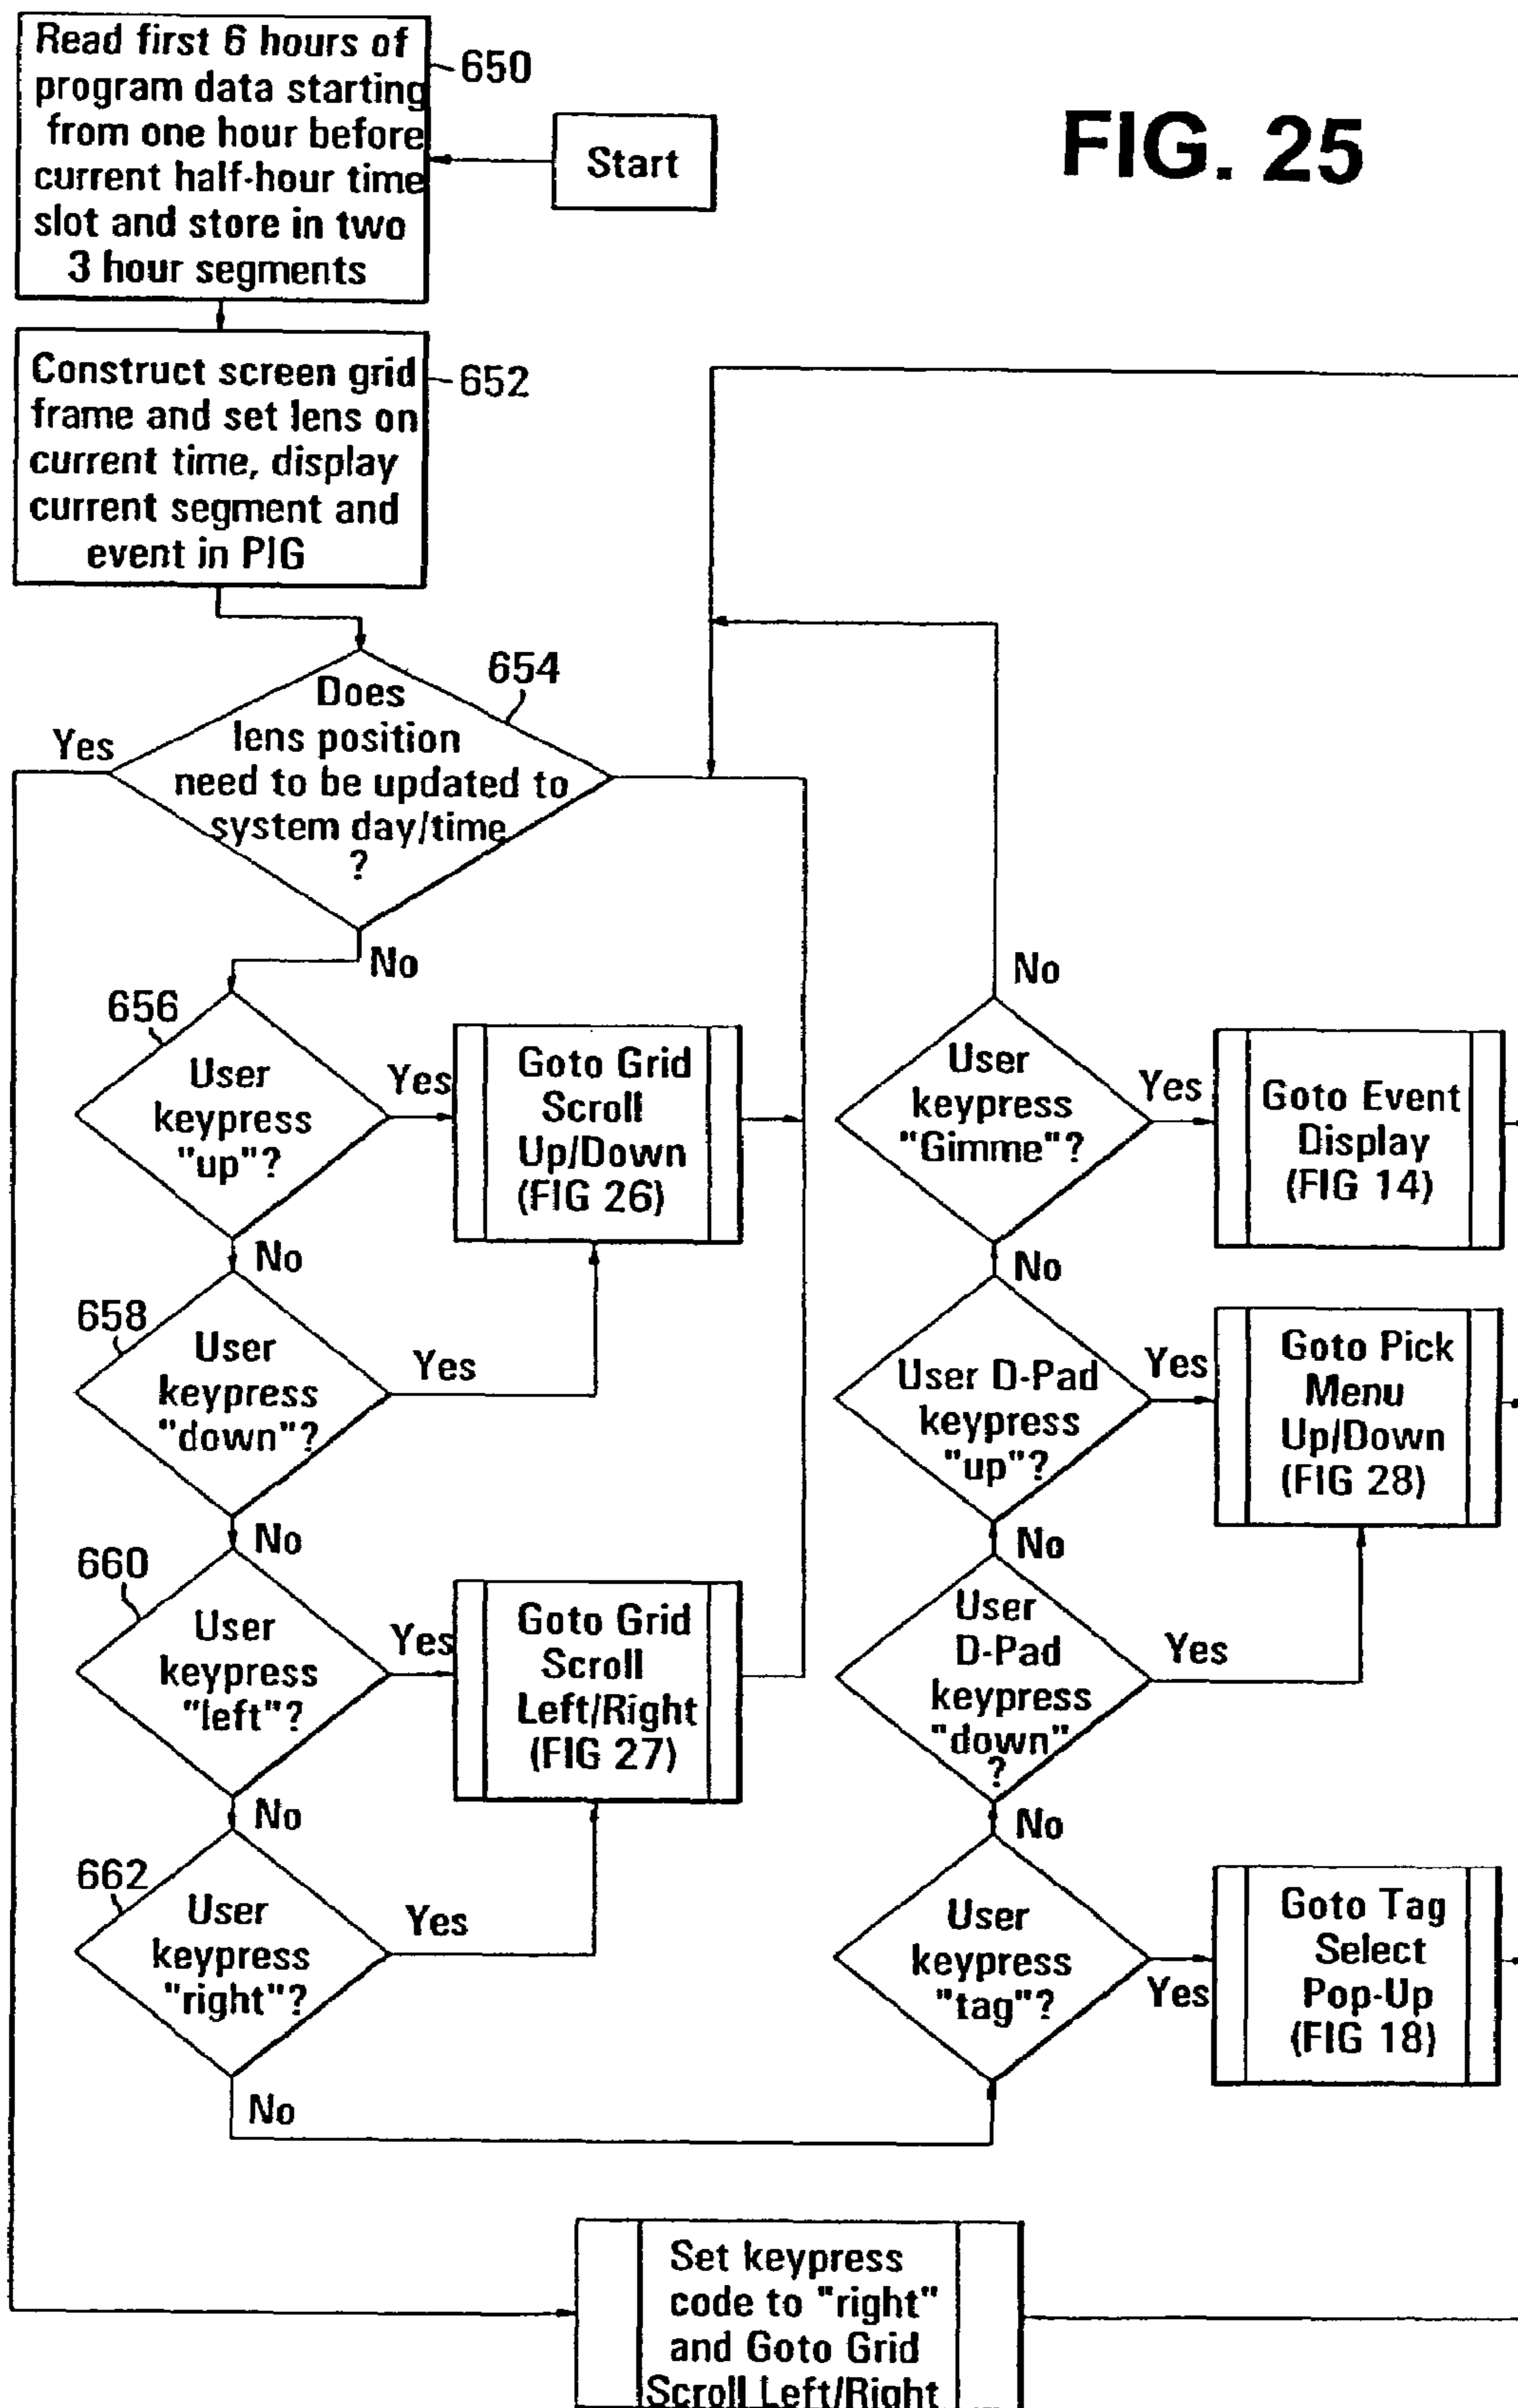 Read first 6 hours of
program data starting
from one hour before
current half-hour time
slot and store in two
3 hour segments
650
Start
FIG. 25
Construct screen grid
frame and set lens on
current time, display
current segment and
event in PIG
652
Does
lens position
need to be updated to
system day/time
?
654
Yes
No
656
User
keypress
"up"?
Yes
Goto Grid
Scroll
Up/Down
(FIG 26)
No
658
User
keypress
"down"?
Yes
No
660
User
keypress
"left"?
Yes
Goto Grid
Scroll
Left/Right
(FIG 27)
No
662
User
keypress
"right"?
Yes
No
No
User
keypress
"Gimme"?
Yes
Goto Event
Display
(FIG 14)
No
User D-Pad
keypress
"up"?
Yes
Goto Pick
Menu
Up/Down
(FIG 28)
No
User
D-Pad
keypress
"down"
?
Yes
No
User
keypress
"tag"?
Yes
Goto Tag
Select
Pop-Up
(FIG 18)
Set keypress
code to "right"
and Goto Grid
Scroll Left/Right